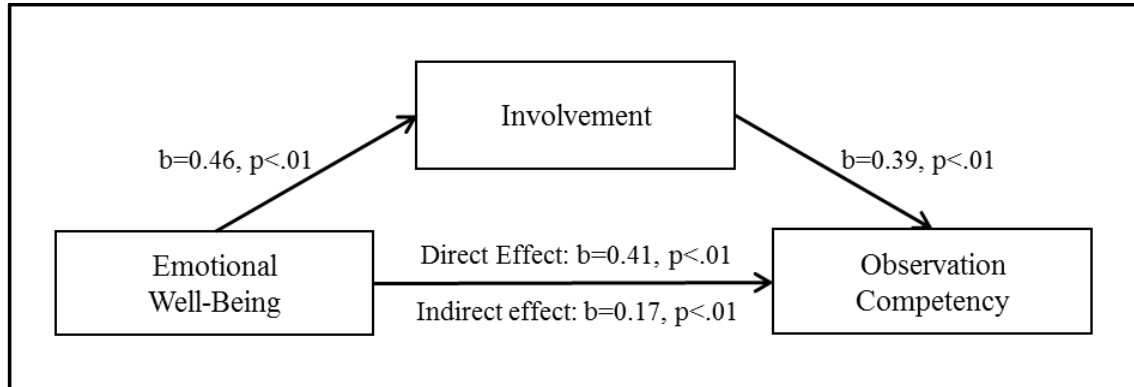 Involvement
b=0.46, p<.01
b=0.39, p<.01
Emotional
Well-Being
Direct Effect: b=0.41, p<.01
Indirect effect: b=0.17, p<.01
Observation
Competency